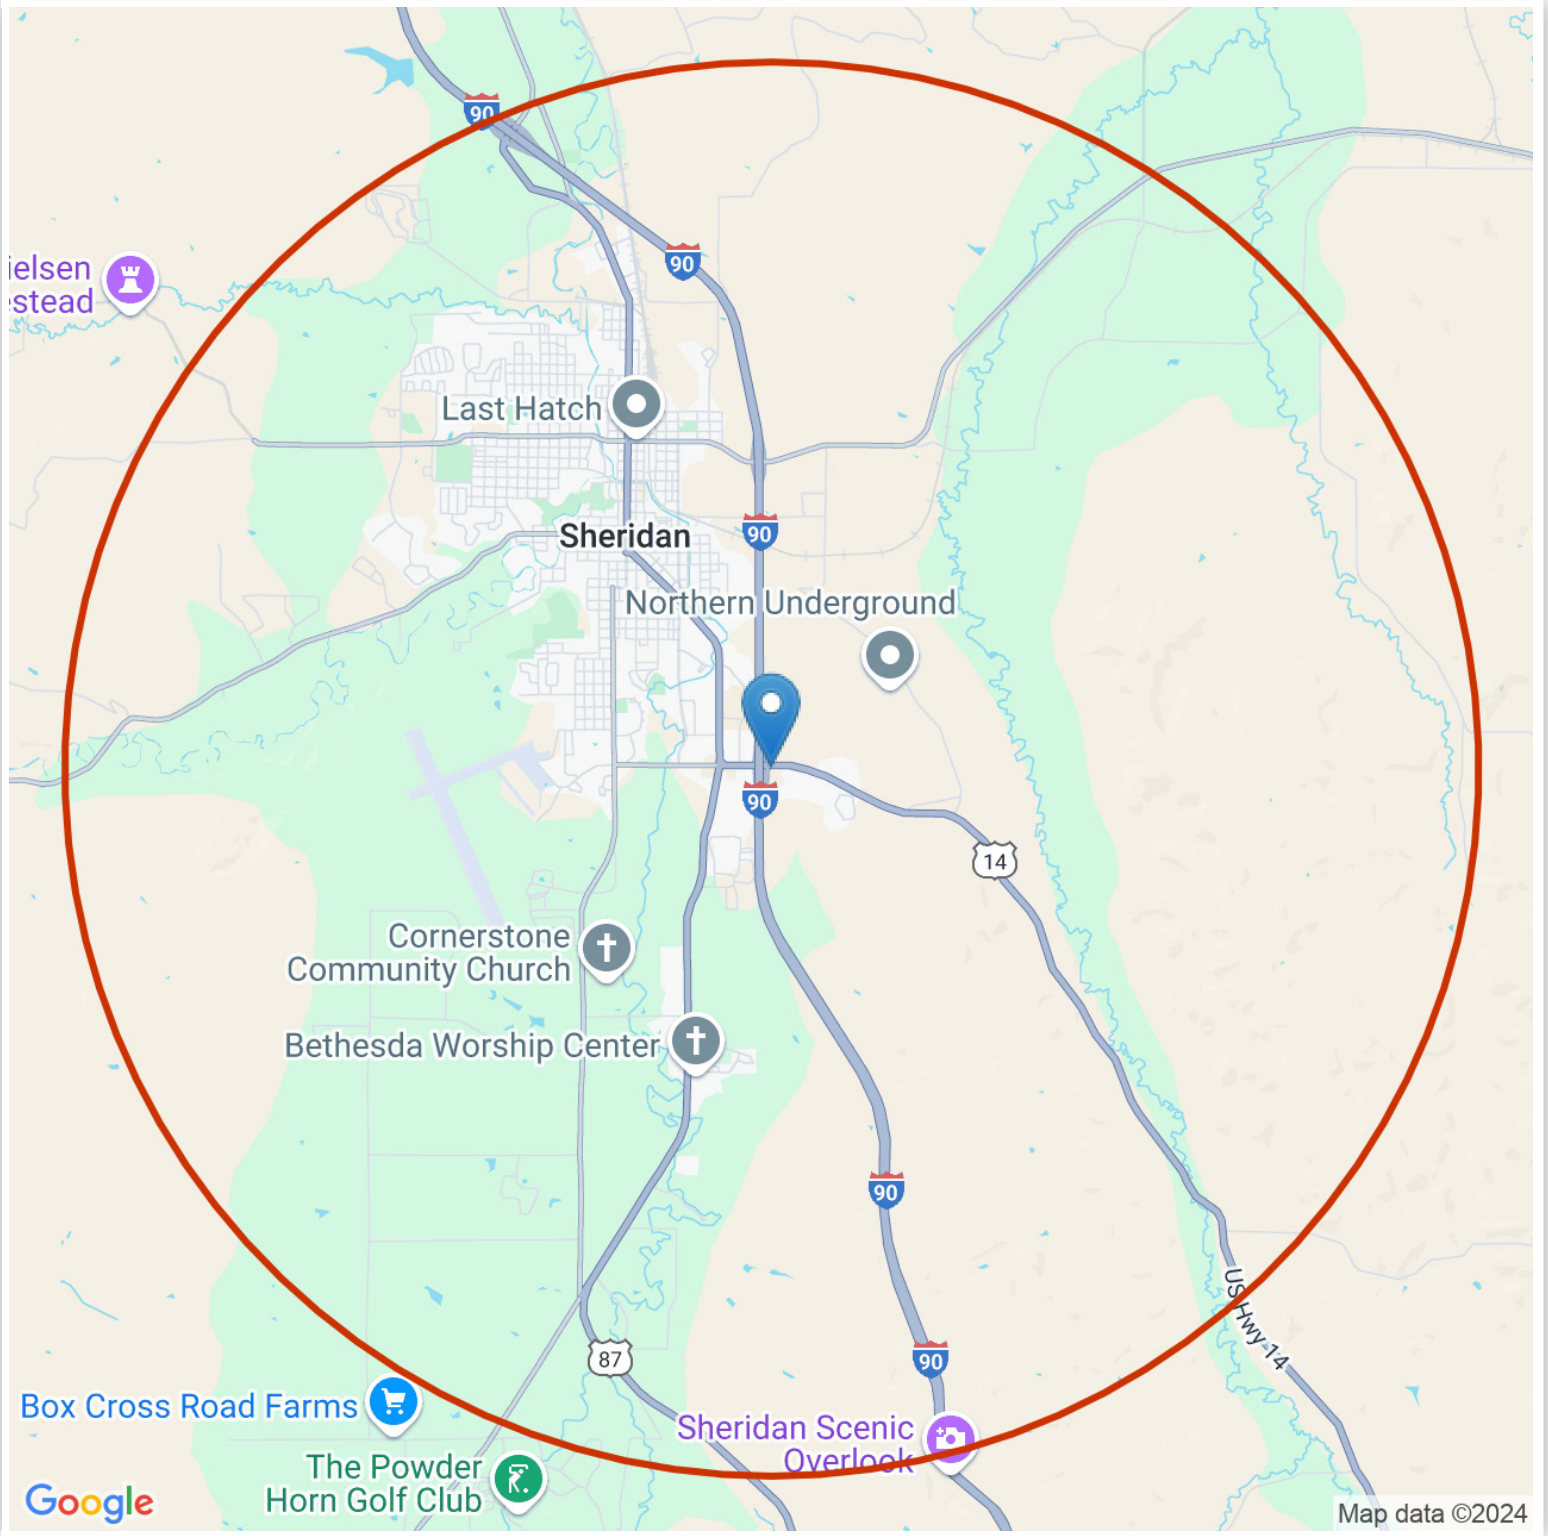 90
90
ielsen
estead
Last Hatch
Sheridan
90
Northern Underground
90
14
Cornerstone
Community Church
Bethesda Worship Center
90
US Hwy 14
87
90
Box Cross Road Farms
Sheridan Scenic
Overlook
The Powder
Horn Golf Club
Google
Map data ©2024